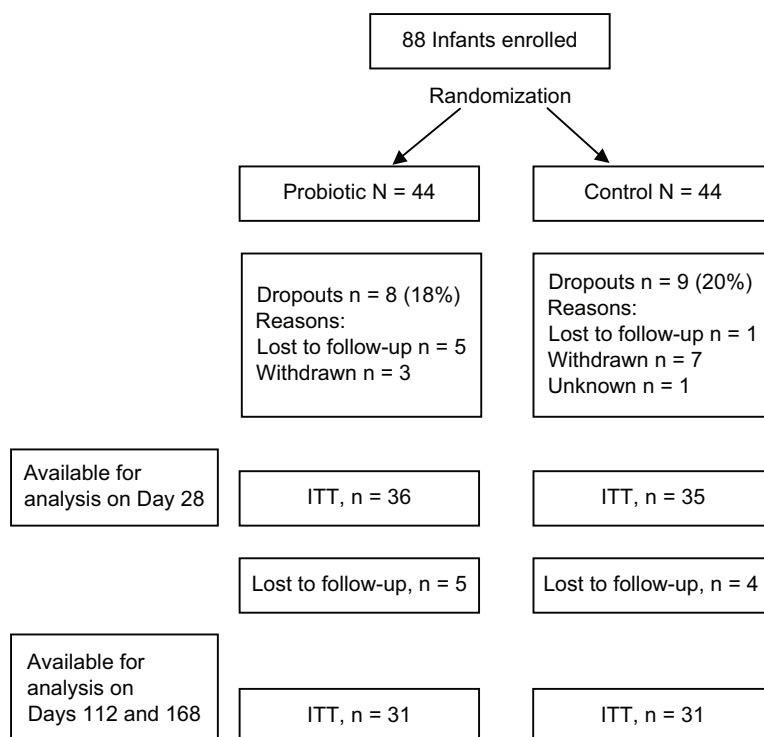 88 Infants enrolled
Randomization
Probiotic N = 44
Control N = 44
Dropouts n = 8 (18%)
Reasons:
Lost to follow-up n = 5
Withdrawn n = 3
Dropouts n = 9 (20%)
Reasons:
Lost to follow-up n = 1
Withdrawn n = 7
Unknown n = 1
Available for
analysis on Day 28
ITT, n = 36
ITT, n = 35
Lost to follow-up, n = 5
Lost to follow-up, n = 4
Available for
analysis on
Days 112 and 168
ITT, n = 31
ITT, n = 31